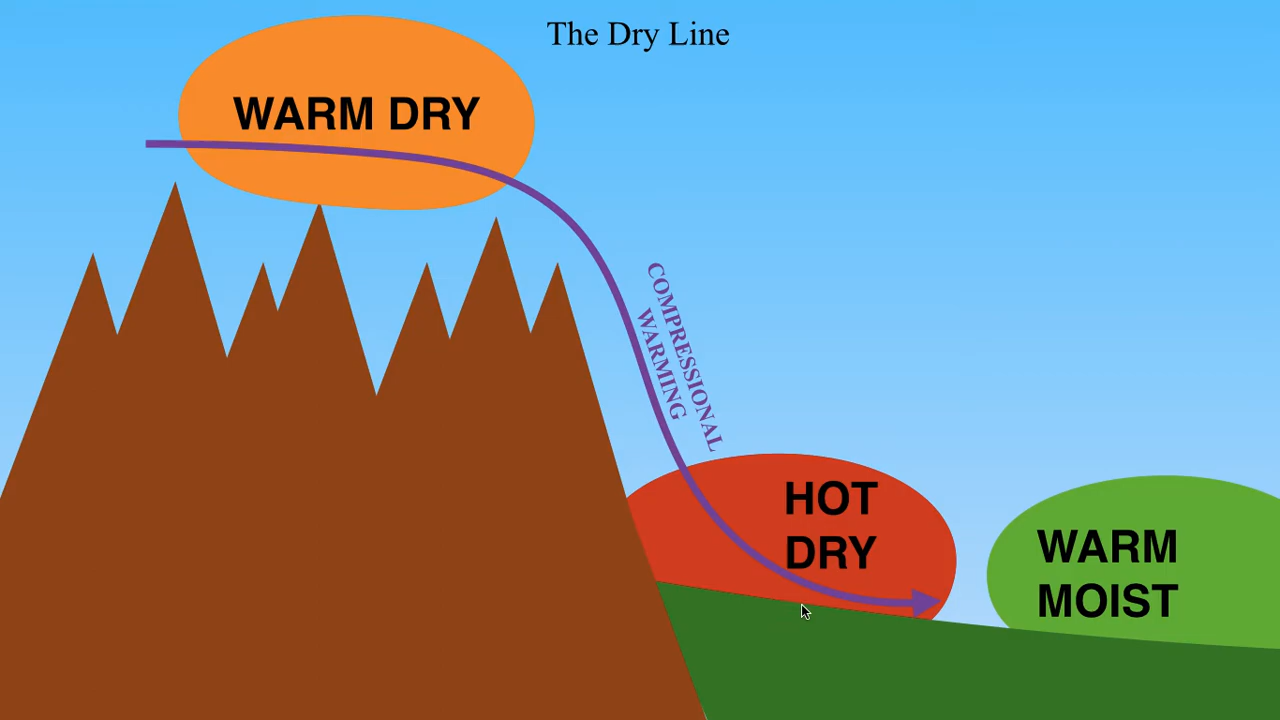 The Dry Line
WARM DRY
COMPRESSIONAL
WARMING
HOT
DRY
WARM
MOIST